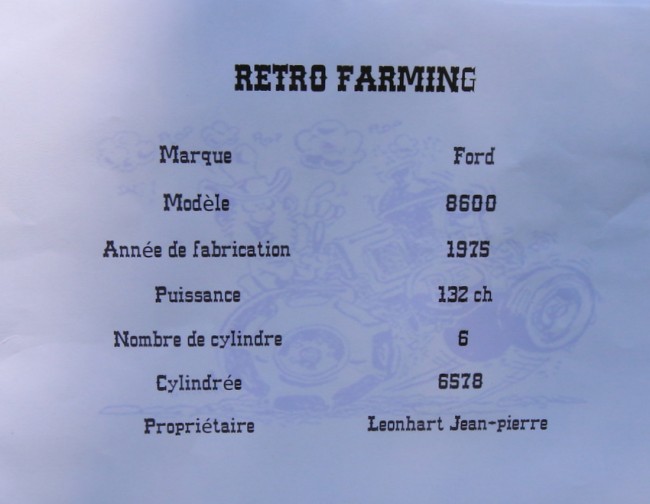 RETRO FARMING
Marque Ford
Modèle 8600
Année de fabrication 1975
Puissance 132 ch
Nombre de cylindre 6
Cylindrée 6578
Propriétaire Leonhart Jean-pierre